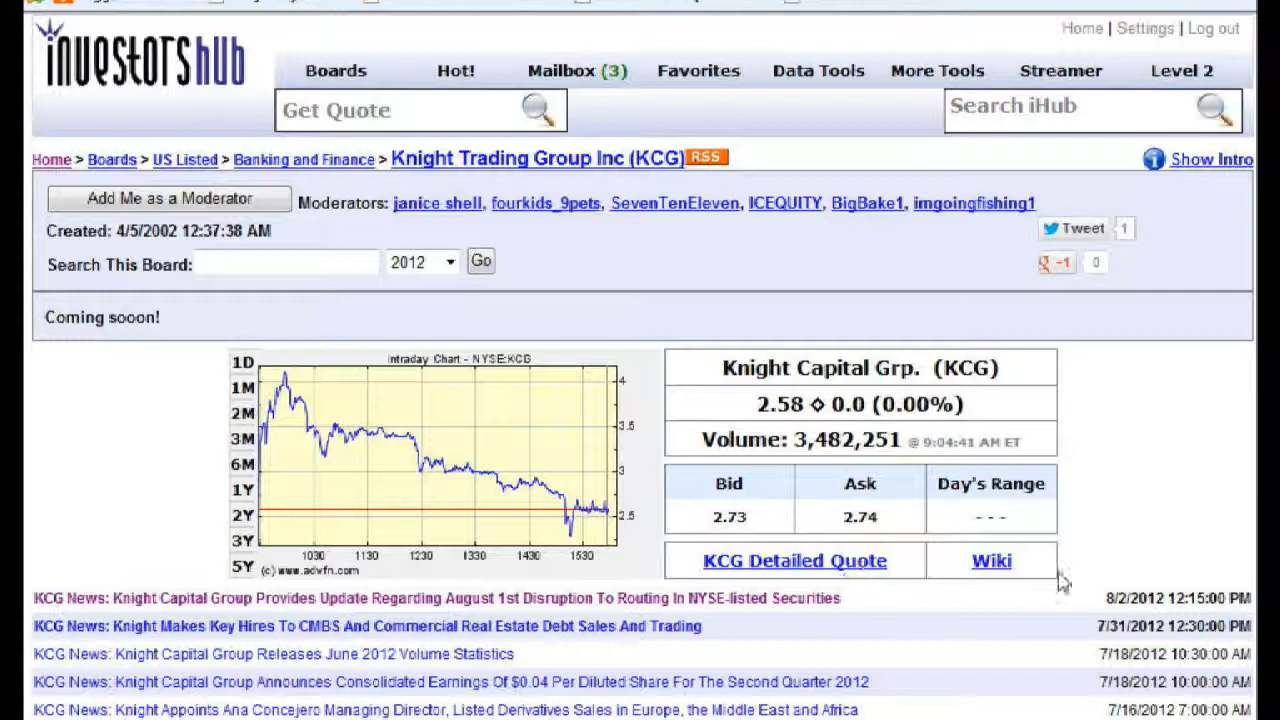 Home | Settings | Log out
investorshub
Boards Hot! Mailbox (3) Favorites Data Tools More Tools Streamer Level 2
Get Quote Search iHub
Home > Boards > US Listed > Banking and Finance > Knight Trading Group Inc (KCG) RSS Show Intro
Add Me as a Moderator Moderators: janice shell, fourkids_9pets, SevenTenEleven, ICEQUITY, BigBake1, imgoingfishing1
Created: 4/5/2002 12:37:38 AM
Tweet 1
Search This Board: 2012 Go
-1 0
Coming sooon!
Intraday Chart - NYSE:KCG
1D
1M
2M
3M
6M
1Y
2Y
3Y
5Y
4
3.5
3
2.5
1030 1130 1230 1330 1430 1530
(c) www.advfn.com
Knight Capital Grp. (KCG)
2.58 ◊ 0.0 (0.00%)
Volume: 3,482,251 @ 9:04:41 AM ET
Bid Ask Day's Range
2.73 2.74 - - -
KCG Detailed Quote Wiki
KCG News: Knight Capital Group Provides Update Regarding August 1st Disruption To Routing In NYSE-listed Securities 8/2/2012 12:15:00 PM
KCG News: Knight Makes Key Hires To CMBS And Commercial Real Estate Debt Sales And Trading 7/31/2012 12:30:00 PM
KCG News: Knight Capital Group Releases June 2012 Volume Statistics 7/18/2012 10:30:00 AM
KCG News: Knight Capital Group Announces Consolidated Earnings Of $0.04 Per Diluted Share For The Second Quarter 2012 7/18/2012 10:00:00 AM
KCG News: Knight Appoints Ana Concejero Managing Director, Listed Derivatives Sales in Europe, the Middle East and Africa 7/16/2012 7:00:00 AM